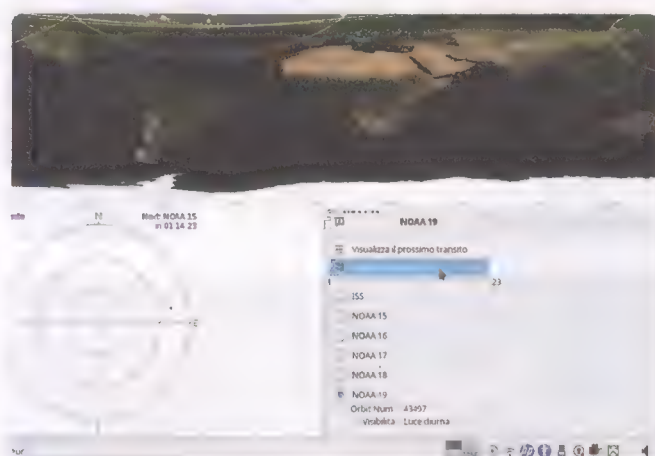 N
Next: NOAA 15
in 01 14 23
NOAA 19
Visualizza il prossimo transito
23
ISS
NOAA 15
NOAA 16
NOAA 17
NOAA 18
NOAA 19
Orbit Num 43497
Visibilità Luce diurna